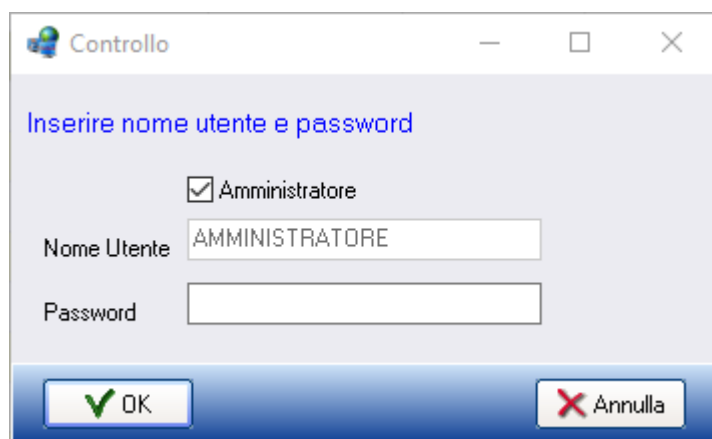 Controllo
Inserire nome utente e password
Amministratore
Nome Utente AMMINISTRATORE
Password
OK Annulla